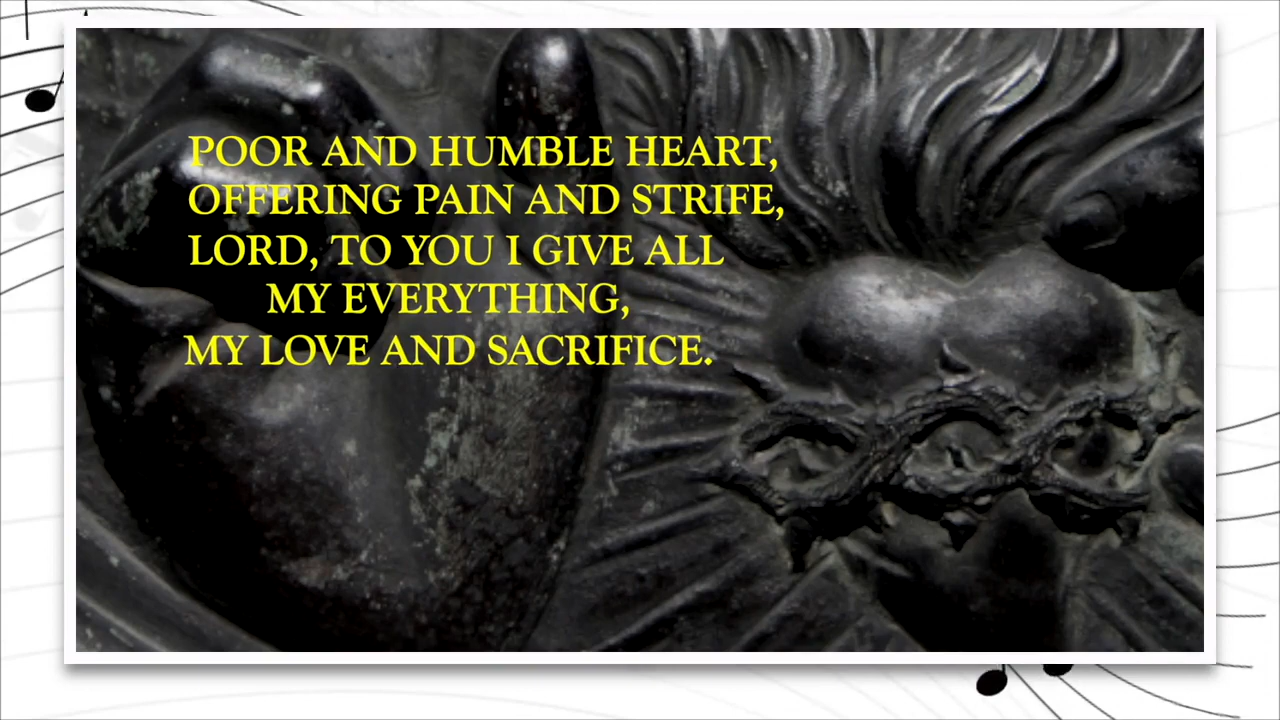 POOR AND HUMBLE HEART,
OFFERING PAIN AND STRIFE,
LORD, TO YOU I GIVE ALL
MY EVERYTHING,
MY LOVE AND SACRIFICE.